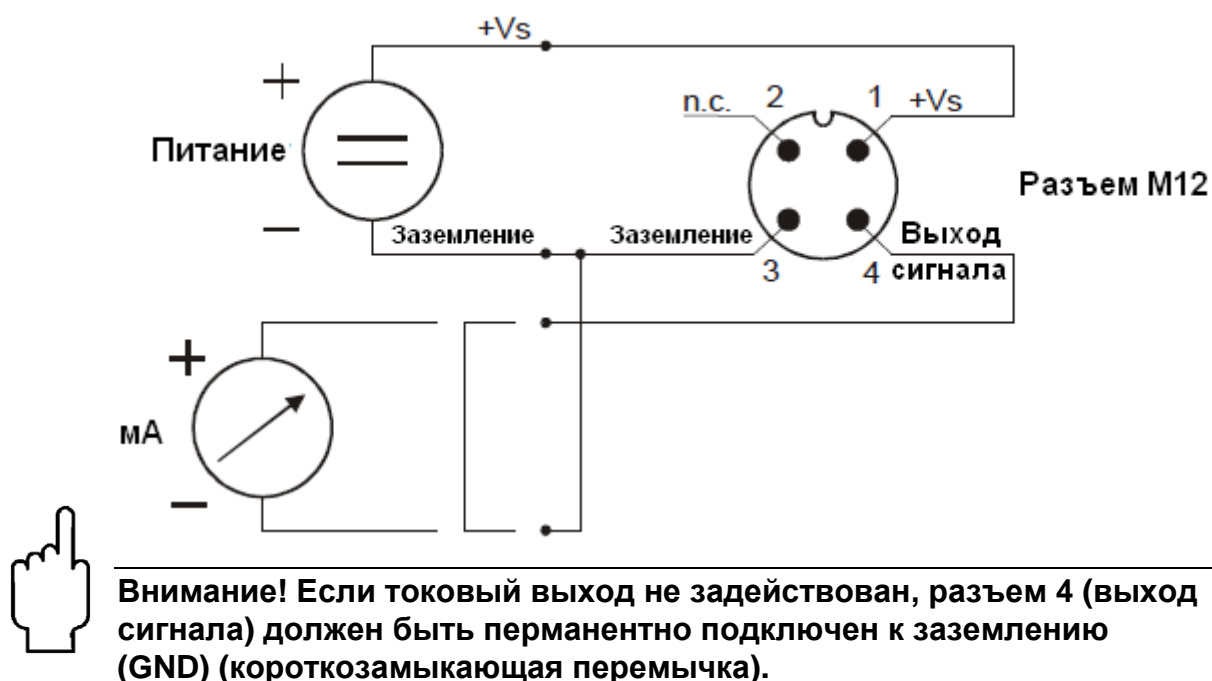 +Vs
+
n.c. 2 1 +Vs
Питание
Разъем М12
−
Заземление Заземление Выход
3 4 сигнала
+
мА
−
Внимание! Если токовый выход не задействован, разъем 4 (выход
сигнала) должен быть перманентно подключен к заземлению
(GND) (короткозамыкающая перемычка).